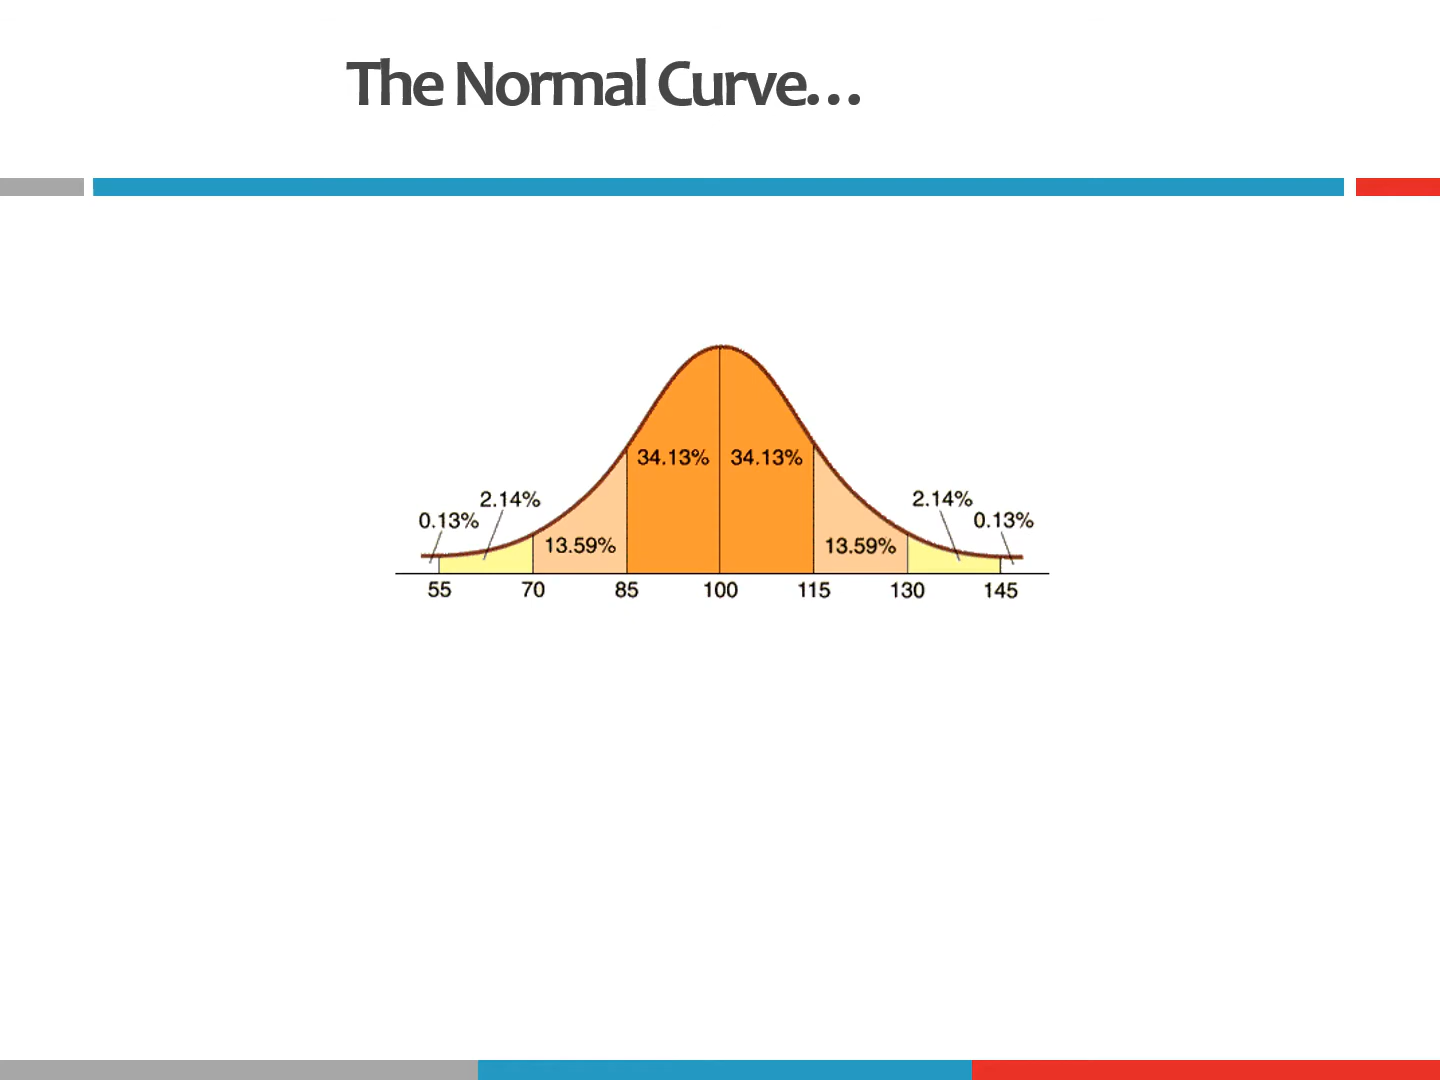 The Normal Curve…
34.13% 34.13%
2.14% 2.14%
0.13% 0.13%
13.59% 13.59%
55 70 85 100 115 130 145